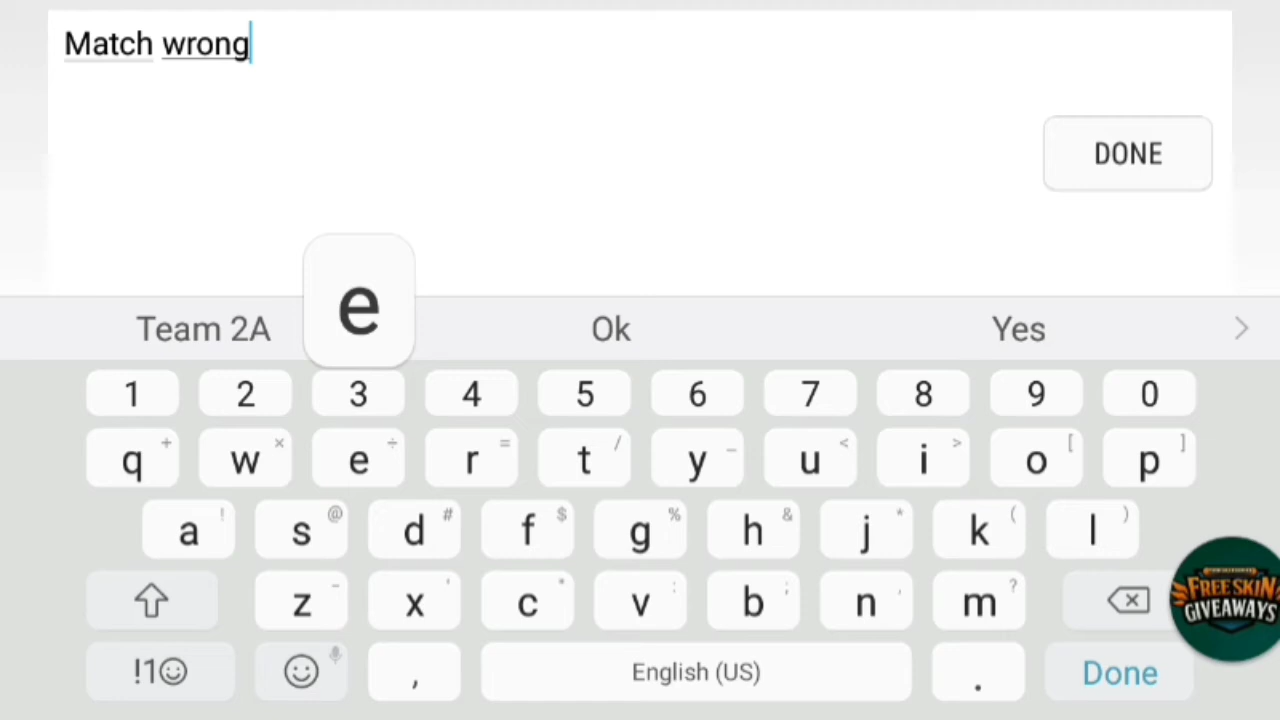 Match wrong
DONE
e
Team 2A Ok Yes
1 2 3 4 5 6 7 8 9 0
q + w × e ÷ r = t / y _ u < i > o [ p ]
a ! s @ d # f $ g % h & j * k ( l )
z - x ' c " v : b ; n , m ?
!1☺ , English (US) . Done
FREE SKIN
GIVEAWAYS